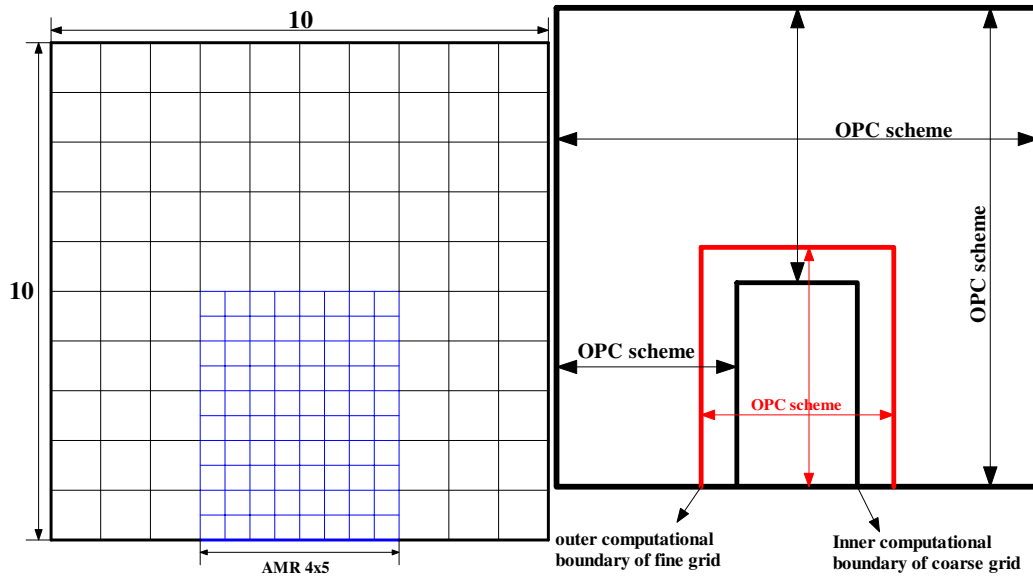 10
10
AMR 4x5
OPC scheme
OPC scheme
OPC scheme
OPC scheme
outer computational
boundary of fine grid
Inner computational
boundary of coarse grid